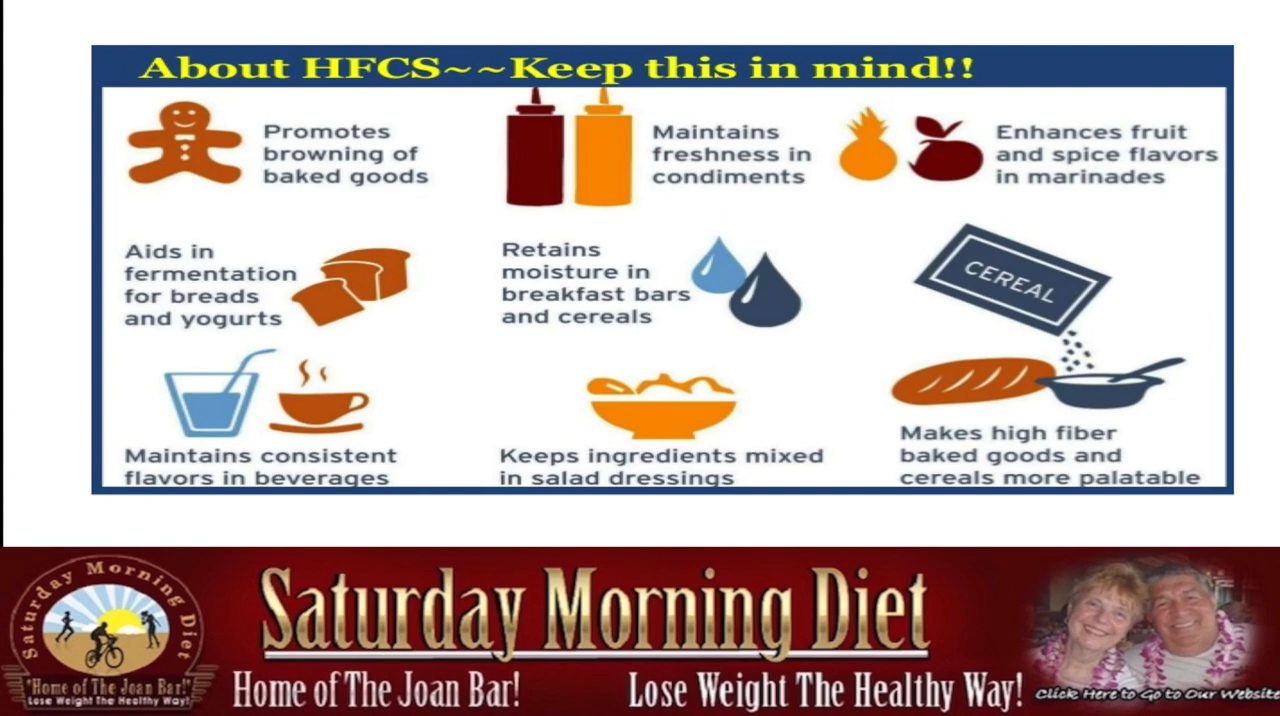 About HFCS~~Keep this in mind!!
Promotes
browning of
baked goods
Maintains
freshness in
condiments
Enhances fruit
and spice flavors
in marinades
Aids in
fermentation
for breads
and yogurts
Retains
moisture in
breakfast bars
and cereals
CEREAL
Maintains consistent
flavors in beverages
Keeps ingredients mixed
in salad dressings
Makes high fiber
baked goods and
cereals more palatable
Saturday Morning Diet
"Home of The Joan Bar!"
Lose Weight The Healthy Way!
Saturday Morning Diet
Home of The Joan Bar!
Lose Weight The Healthy Way!
Click Here to Go to Our Website